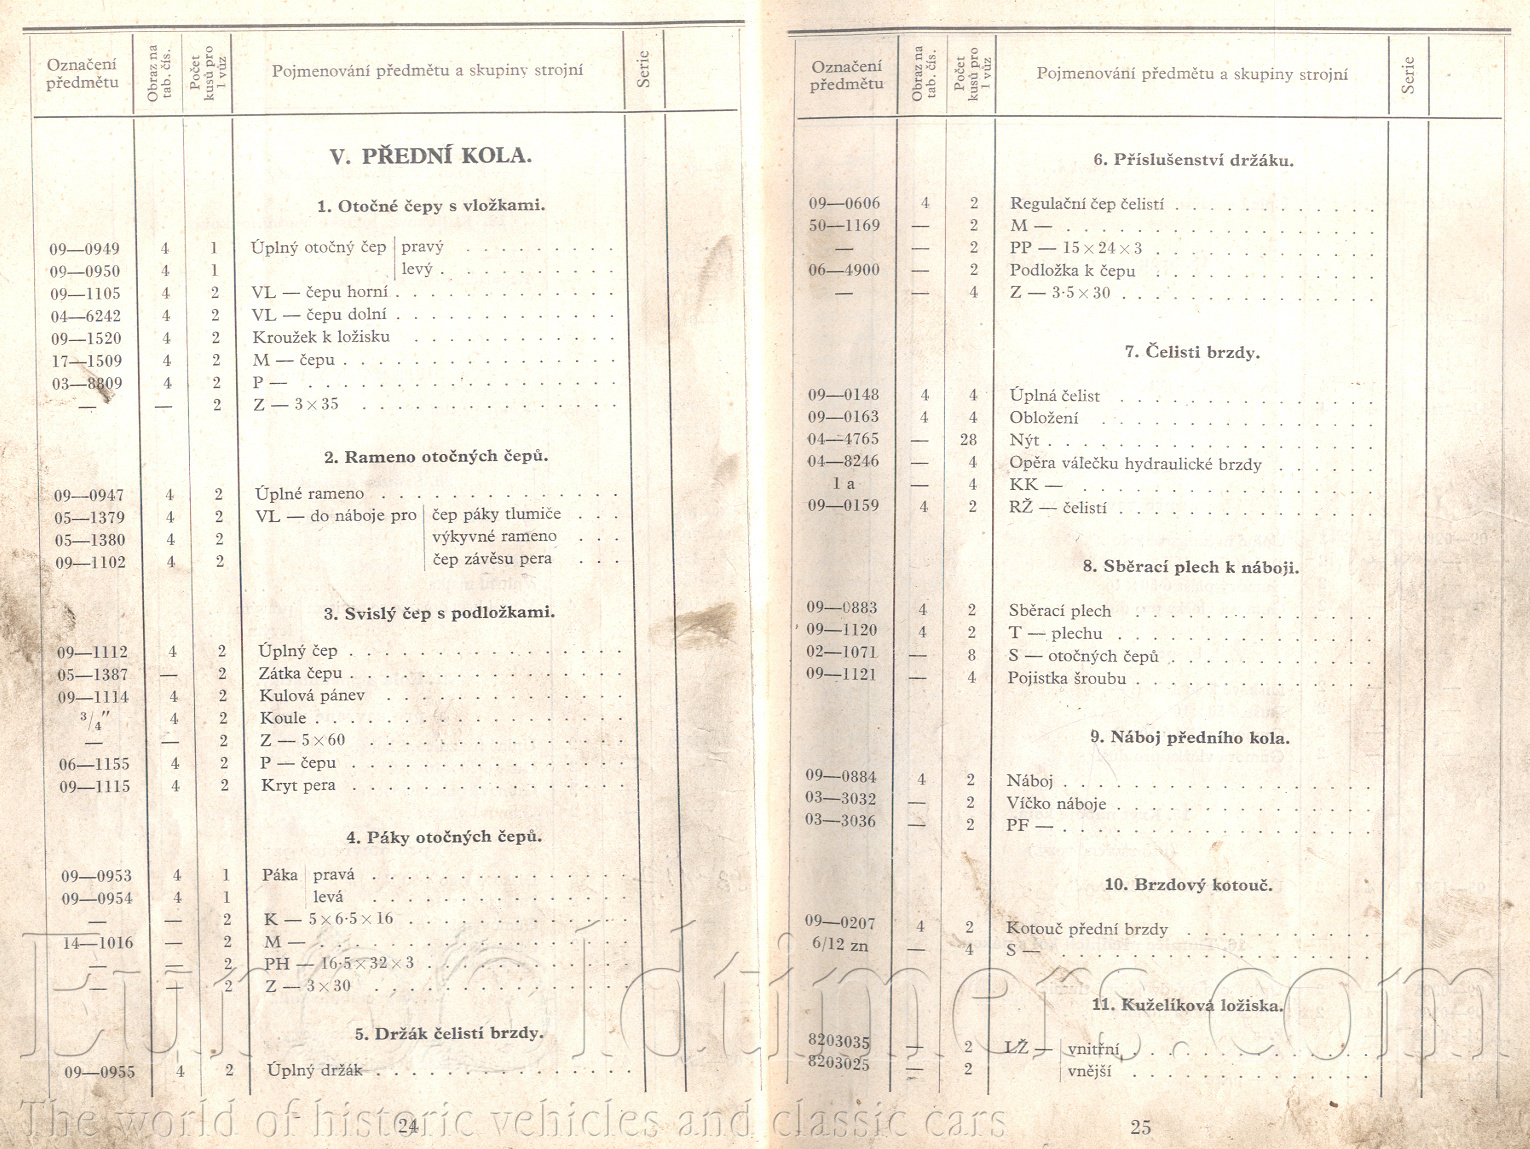 Označení předmětu | Obraz na tab. čís. | Počet kusů pro 1 vůz | Pojmenování předmětu a skupiny strojní | Serie
V. PŘEDNÍ KOLA.
1. Otočné čepy s vložkami.
09—0949 4 1 Úplný otočný čep pravý
09—0950 4 1 levý
09—1105 4 2 VL — čepu horní
04—6242 4 2 VL — čepu dolní
09—1520 4 2 Kroužek k ložisku
17—1509 4 2 M — čepu
03—8809 4 2 P —
— — 2 Z — 3×35
2. Rameno otočných čepů.
09—0947 4 2 Úplné rameno
05—1379 4 2 VL — do náboje pro čep páky tlumiče
05—1380 4 2 výkyvné rameno
09—1102 4 2 čep závěsu pera
3. Svislý čep s podložkami.
09—1112 4 2 Úplný čep
05—1387 — 2 Zátka čepu
09—1114 4 2 Kulová pánev
3/4″ 4 2 Koule
— — 2 Z — 5×60
06—1155 4 2 P — čepu
09—1115 4 2 Kryt pera
4. Páky otočných čepů.
09—0953 4 1 Páka pravá
09—0954 4 1 levá
— — 2 K — 5×6·5×16
14—1016 — 2 M —
— — 2 PH — 16·5×32×3
— — 2 Z — 3×30
5. Držák čelistí brzdy.
09—0955 4 2 Úplný držák
24
Označení předmětu | Obraz na tab. čís. | Počet kusů pro 1 vůz | Pojmenování předmětu a skupiny strojní | Serie
6. Příslušenství držáku.
09—0606 4 2 Regulační čep čelistí
50—1169 — 2 M —
— — 2 PP — 15×24×3
06—4900 — 2 Podložka k čepu
— — 4 Z — 3·5×30
7. Čelisti brzdy.
09—0148 4 4 Úplná čelist
09—0163 4 4 Obložení
04—4765 — 28 Nýt
04—8246 — 4 Opěra válečku hydraulické brzdy
1 a — 4 KK —
09—0159 4 2 RŽ — čelistí
8. Sběrací plech k náboji.
09—0883 4 2 Sběrací plech
09—1120 4 2 T — plechu
02—1071 — 8 S — otočných čepů
09—1121 — 4 Pojistka šroubu
9. Náboj předního kola.
09—0884 4 2 Náboj
03—3032 — 2 Víčko náboje
03—3036 — 2 PF —
10. Brzdový kotouč.
09—0207 4 2 Kotouč přední brzdy
6/12 zn — 4 S —
11. Kuželíková ložiska.
8203035 — 2 LŽ — vnitřní
8203025 — 2 vnější
25
EuroOldtimers.com
The world of historic vehicles and classic cars